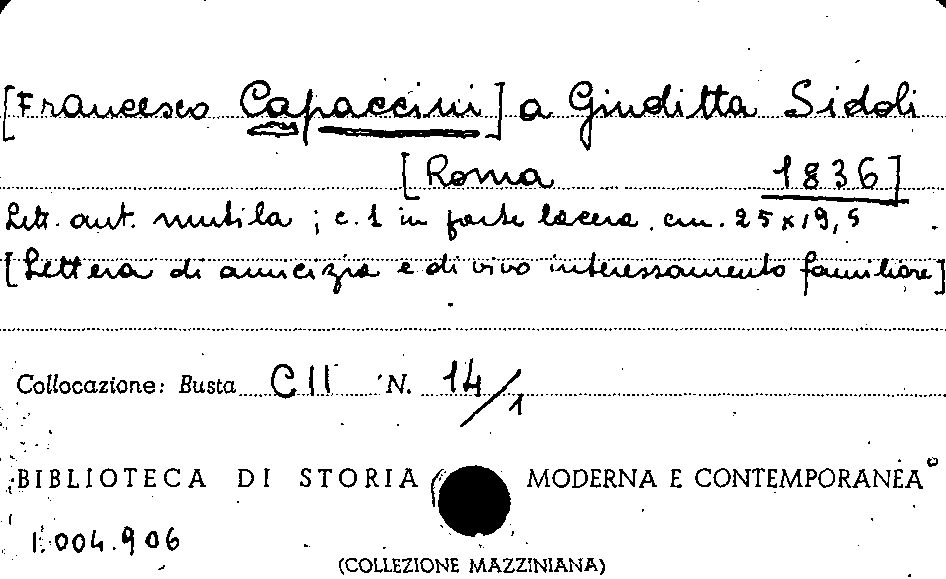 [Francesco Capaccini] a Giuditta Sidoli
[Roma 1836]
Lett. aut. mutila ; c. 1 in parte lacera. cm. 25 x 19,5
[Lettera di amicizia e di vivo interessamento familiare]
Collocazione: Busta CII N. 14/1
BIBLIOTECA DI STORIA MODERNA E CONTEMPORANEA
1.004.906
(COLLEZIONE MAZZINIANA)